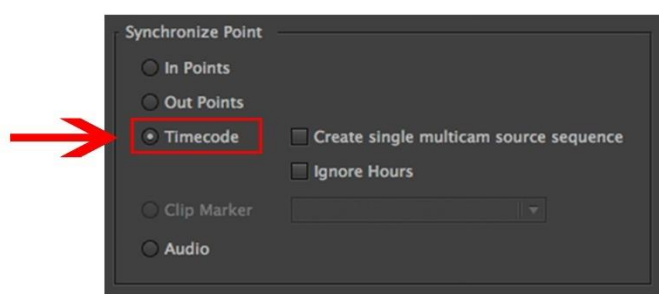 Synchronize Point
In Points
Out Points
Timecode Create single multicam source sequence
Ignore Hours
Clip Marker
Audio